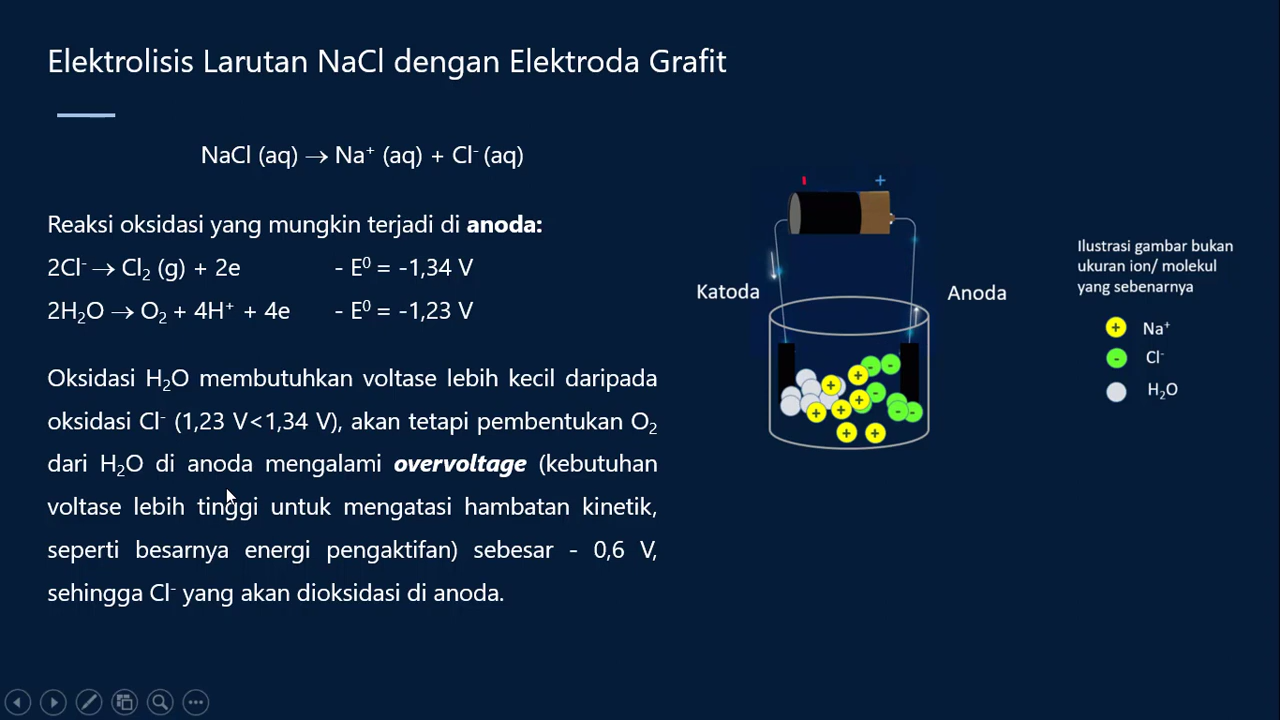 Elektrolisis Larutan NaCl dengan Elektroda Grafit
NaCl (aq) → Na⁺ (aq) + Cl⁻ (aq)
Reaksi oksidasi yang mungkin terjadi di anoda:
2Cl⁻ → Cl₂ (g) + 2e - E⁰ = -1,34 V
2H₂O → O₂ + 4H⁺ + 4e - E⁰ = -1,23 V
Oksidasi H₂O membutuhkan voltase lebih kecil daripada
oksidasi Cl⁻ (1,23 V<1,34 V), akan tetapi pembentukan O₂
dari H₂O di anoda mengalami overvoltage (kebutuhan
voltase lebih tinggi untuk mengatasi hambatan kinetik,
seperti besarnya energi pengaktifan) sebesar - 0,6 V,
sehingga Cl⁻ yang akan dioksidasi di anoda.
- +
Katoda
Anoda
Ilustrasi gambar bukan
ukuran ion/ molekul
yang sebenarnya
+ Na⁺
- Cl⁻
H₂O